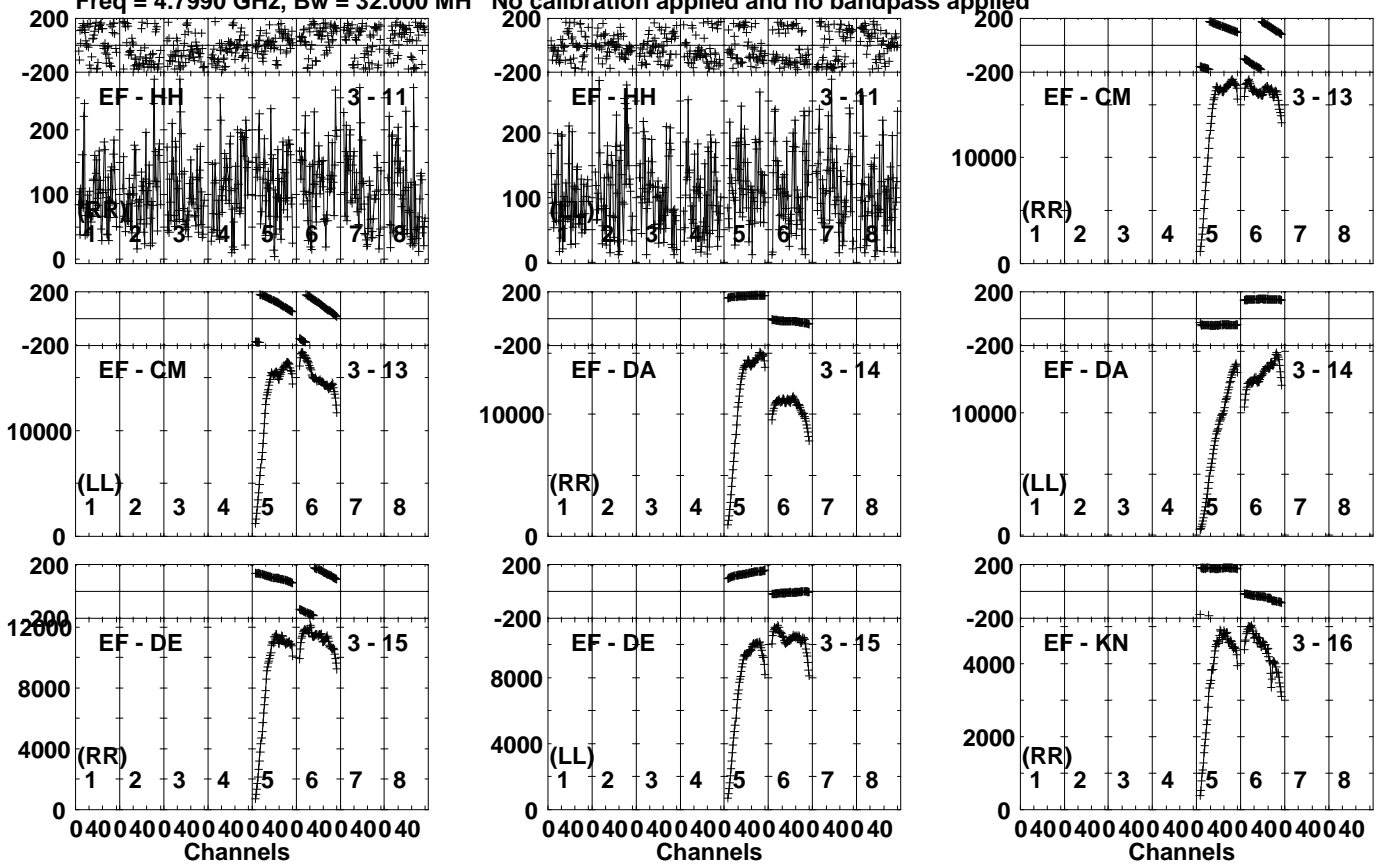 Freq = 4.7990 GHz, Bw = 32.000 MH No calibration applied and no bandpass applied
200
-200
EF - HH 3 - 11
200
100
(RR)
1 2 3 4 5 6 7 8
0
-200
EF - HH 3 - 11
200
100
(LL)
1 2 3 4 5 6 7 8
0
200
-200
EF - CM 3 - 13
10000
(RR)
1 2 3 4 5 6 7 8
0
200
-200
EF - CM 3 - 13
10000
(LL)
1 2 3 4 5 6 7 8
0
200
-200
EF - DA 3 - 14
10000
(RR)
1 2 3 4 5 6 7 8
0
200
-200
EF - DA 3 - 14
10000
(LL)
1 2 3 4 5 6 7 8
0
200
-200
12000
EF - DE 3 - 15
8000
4000
(RR)
1 2 3 4 5 6 7 8
0
0 40 0 40 0 40 0 40 0 40 0 40 0 40 0 40
Channels
200
-200
EF - DE 3 - 15
8000
4000
(LL)
1 2 3 4 5 6 7 8
0
0 40 0 40 0 40 0 40 0 40 0 40 0 40 0 40
Channels
200
-200
EF - KN 3 - 16
4000
2000
(RR)
1 2 3 4 5 6 7 8
0
0 40 0 40 0 40 0 40 0 40 0 40 0 40 0 40
Channels